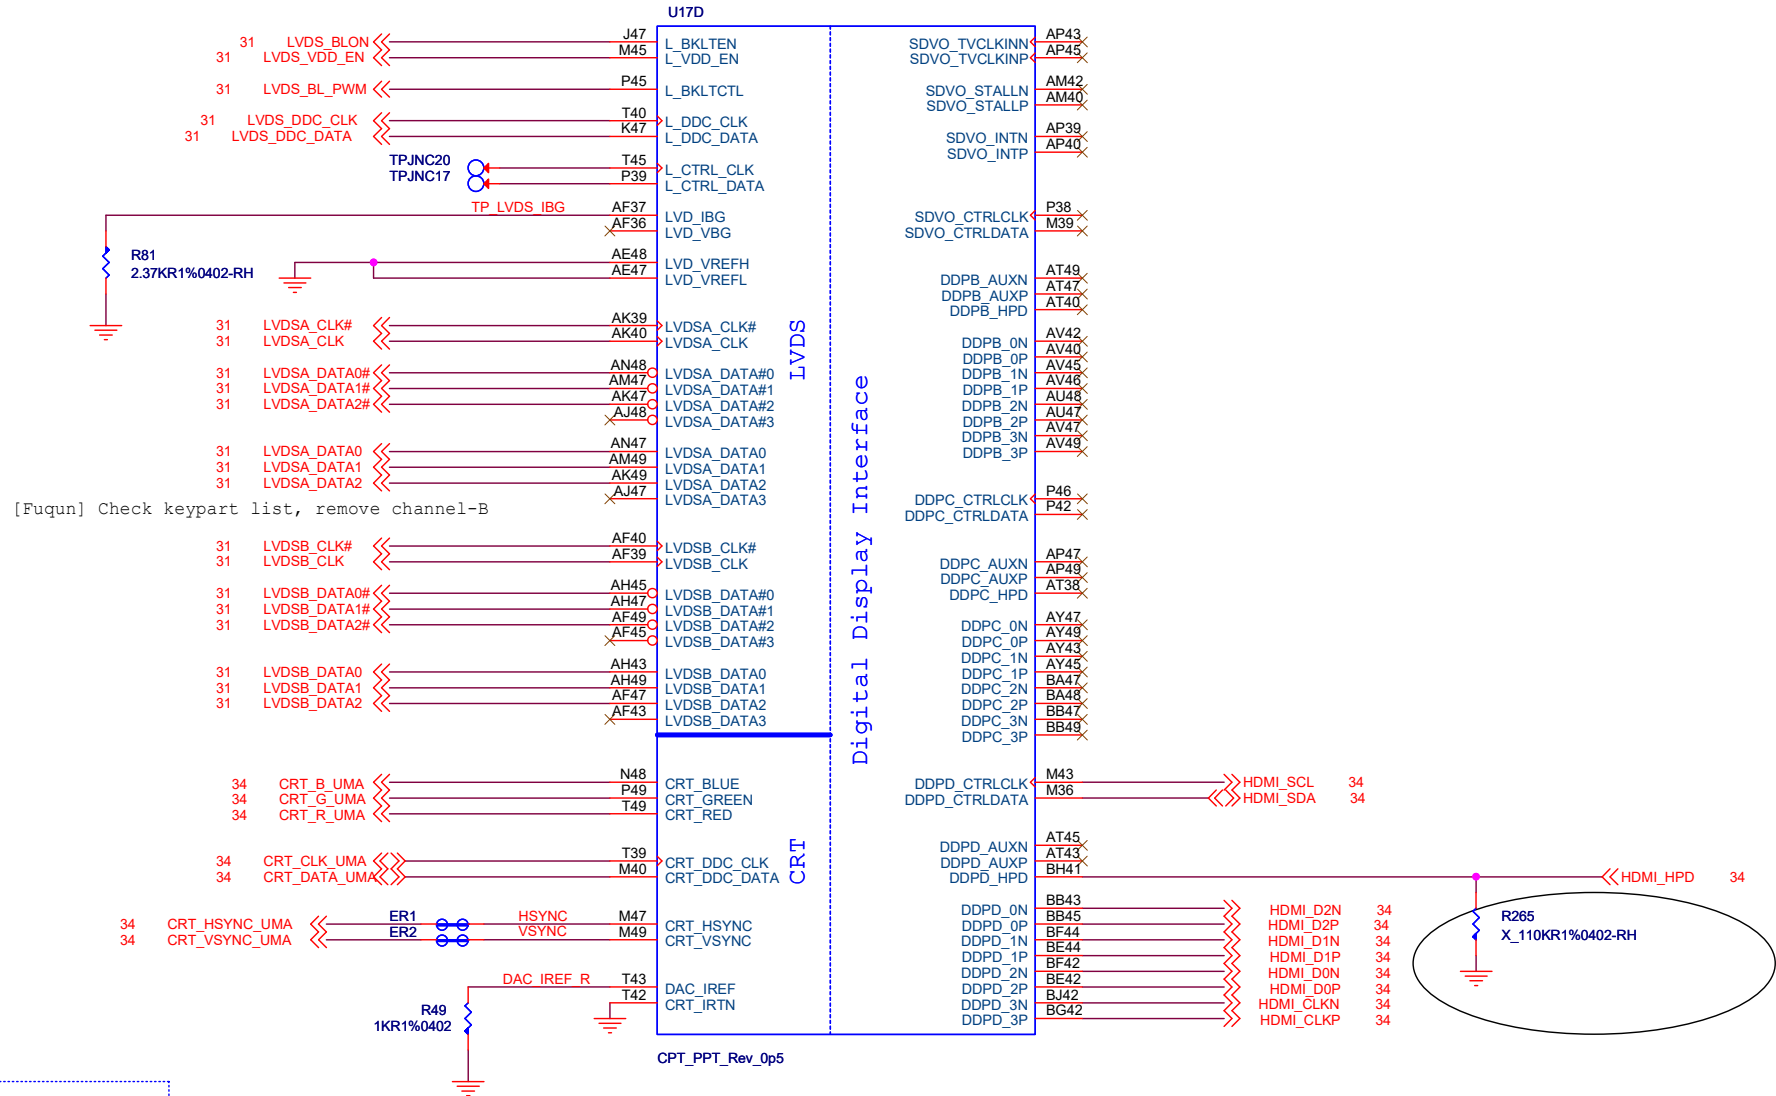 U17D
31 LVDS_BLON J47 L_BKLTEN
31 LVDS_VDD_EN M45 L_VDD_EN
31 LVDS_BL_PWM P45 L_BKLTCTL
31 LVDS_DDC_CLK T40 L_DDC_CLK
31 LVDS_DDC_DATA K47 L_DDC_DATA
TPJNC20 T45 L_CTRL_CLK
TPJNC17 P39 L_CTRL_DATA
TP_LVDS_IBG AF37 LVD_IBG
AF36 LVD_VBG
R81
2.37KR1%0402-RH
AE48 LVD_VREFH
AE47 LVD_VREFL
31 LVDSA_CLK# AK39 LVDSA_CLK#
31 LVDSA_CLK AK40 LVDSA_CLK
31 LVDSA_DATA0# AN48 LVDSA_DATA#0
31 LVDSA_DATA1# AM47 LVDSA_DATA#1
31 LVDSA_DATA2# AK47 LVDSA_DATA#2
AJ48 LVDSA_DATA#3
31 LVDSA_DATA0 AN47 LVDSA_DATA0
31 LVDSA_DATA1 AM49 LVDSA_DATA1
31 LVDSA_DATA2 AK49 LVDSA_DATA2
AJ47 LVDSA_DATA3
[Fuqun] Check keypart list, remove channel-B
31 LVDSB_CLK# AF40 LVDSB_CLK#
31 LVDSB_CLK AF39 LVDSB_CLK
31 LVDSB_DATA0# AH45 LVDSB_DATA#0
31 LVDSB_DATA1# AH47 LVDSB_DATA#1
31 LVDSB_DATA2# AF49 LVDSB_DATA#2
AF45 LVDSB_DATA#3
31 LVDSB_DATA0 AH43 LVDSB_DATA0
31 LVDSB_DATA1 AH49 LVDSB_DATA1
31 LVDSB_DATA2 AF47 LVDSB_DATA2
AF43 LVDSB_DATA3
LVDS
34 CRT_B_UMA N48 CRT_BLUE
34 CRT_G_UMA P49 CRT_GREEN
34 CRT_R_UMA T49 CRT_RED
34 CRT_CLK_UMA T39 CRT_DDC_CLK
34 CRT_DATA_UMA M40 CRT_DDC_DATA
34 CRT_HSYNC_UMA ER1 HSYNC M47 CRT_HSYNC
34 CRT_VSYNC_UMA ER2 VSYNC M49 CRT_VSYNC
DAC_IREF_R T43 DAC_IREF
T42 CRT_IRTN
R49
1KR1%0402
CRT
Digital Display Interface
SDVO_TVCLKINN AP43
SDVO_TVCLKINP AP45
SDVO_STALLN AM42
SDVO_STALLP AM40
SDVO_INTN AP39
SDVO_INTP AP40
SDVO_CTRLCLK P38
SDVO_CTRLDATA M39
DDPB_AUXN AT49
DDPB_AUXP AT47
DDPB_HPD AT40
DDPB_0N AV42
DDPB_0P AV40
DDPB_1N AV45
DDPB_1P AV46
DDPB_2N AU48
DDPB_2P AU47
DDPB_3N AV47
DDPB_3P AV49
DDPC_CTRLCLK P46
DDPC_CTRLDATA P42
DDPC_AUXN AP47
DDPC_AUXP AP49
DDPC_HPD AT38
DDPC_0N AY47
DDPC_0P AY49
DDPC_1N AY43
DDPC_1P AY45
DDPC_2N BA47
DDPC_2P BA48
DDPC_3N BB47
DDPC_3P BB49
DDPD_CTRLCLK M43 HDMI_SCL 34
DDPD_CTRLDATA M36 HDMI_SDA 34
DDPD_AUXN AT45
DDPD_AUXP AT43
DDPD_HPD BH41 HDMI_HPD 34
DDPD_0N BB43 HDMI_D2N 34
DDPD_0P BB45 HDMI_D2P 34
DDPD_1N BF44 HDMI_D1N 34
DDPD_1P BE44 HDMI_D1P 34
DDPD_2N BF42 HDMI_D0N 34
DDPD_2P BE42 HDMI_D0P 34
DDPD_3N BJ42 HDMI_CLKN 34
DDPD_3P BG42 HDMI_CLKP 34
R265
X_110KR1%0402-RH
CPT_PPT_Rev_0p5